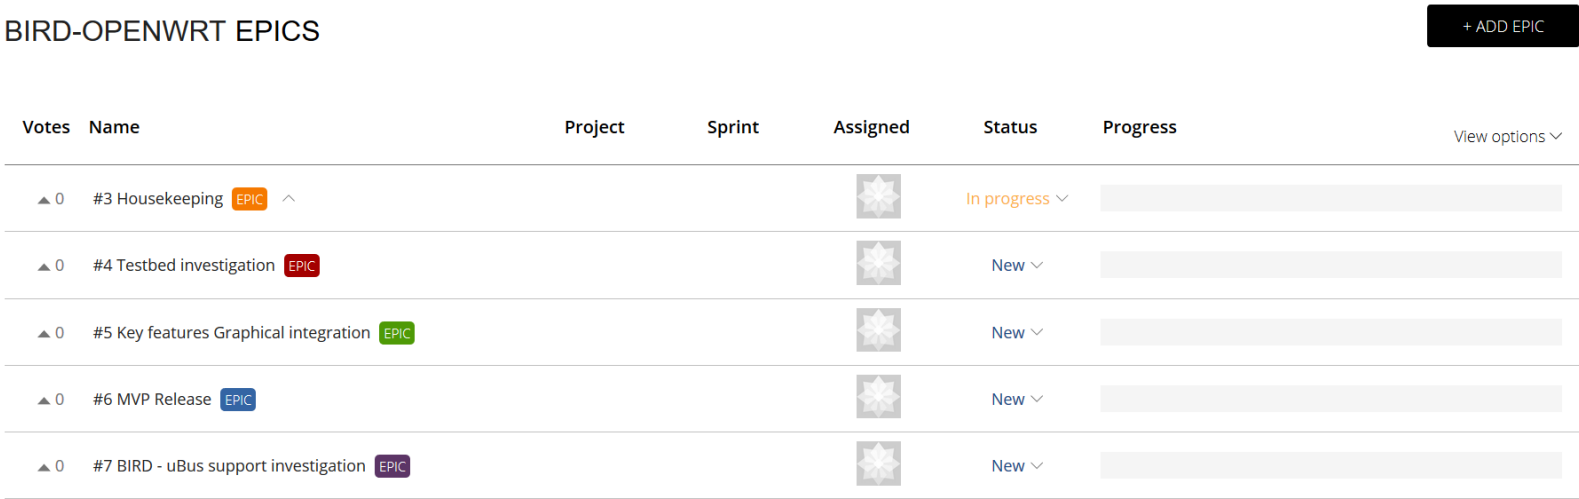 BIRD-OPENWRT EPICS
+ ADD EPIC
Votes Name Project Sprint Assigned Status Progress View options
0 #3 Housekeeping EPIC In progress
0 #4 Testbed investigation EPIC New
0 #5 Key features Graphical integration EPIC New
0 #6 MVP Release EPIC New
0 #7 BIRD - uBus support investigation EPIC New